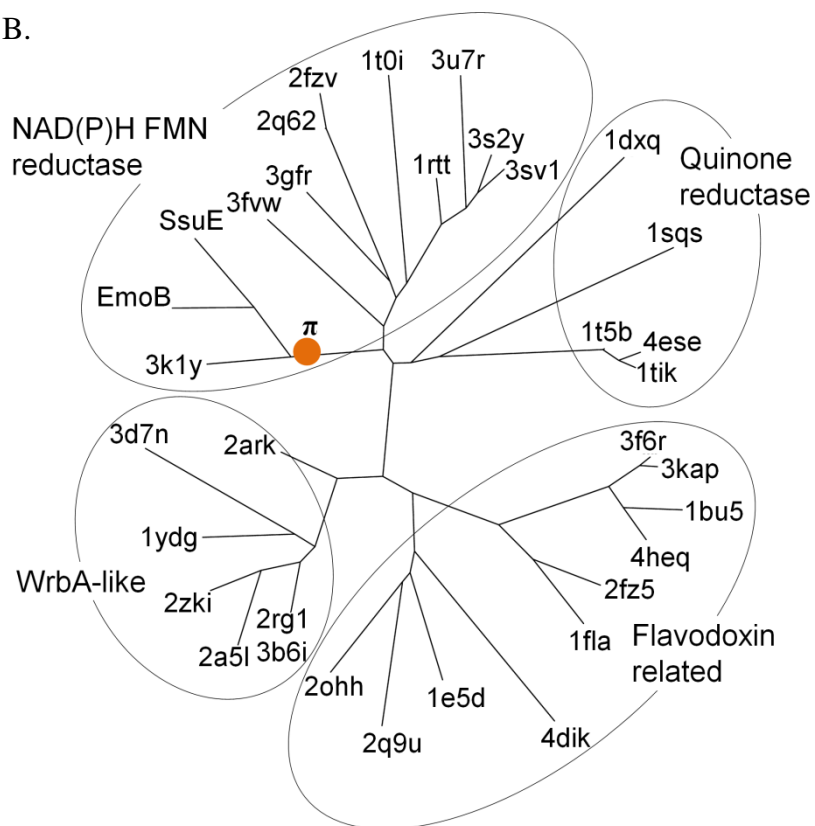 B.
1t0i
3u7r
2fzv
2q62
NAD(P)H FMN
reductase
3s2y
1rtt
3sv1
1dxq
Quinone
reductase
3gfr
3fvw
SsuE
1sqs
EmoB
π
3k1y
1t5b
4ese
1tik
3d7n
2ark
3f6r
3kap
1bu5
1ydg
4heq
WrbA-like
2zki
2rg1
2a5l
3b6i
2fz5
1fla
Flavodoxin
related
2ohh
1e5d
2q9u
4dik